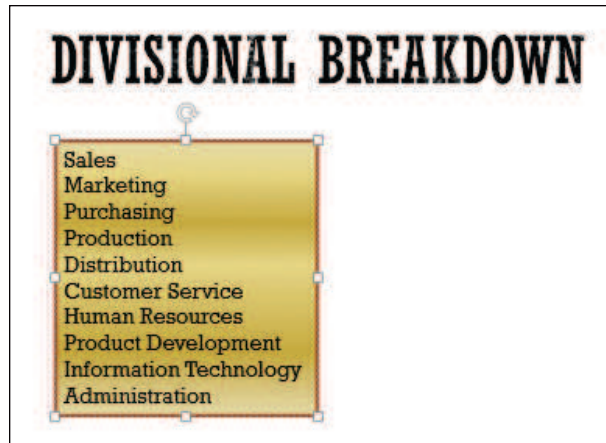 DIVISIONAL BREAKDOWN
Sales
Marketing
Purchasing
Production
Distribution
Customer Service
Human Resources
Product Development
Information Technology
Administration